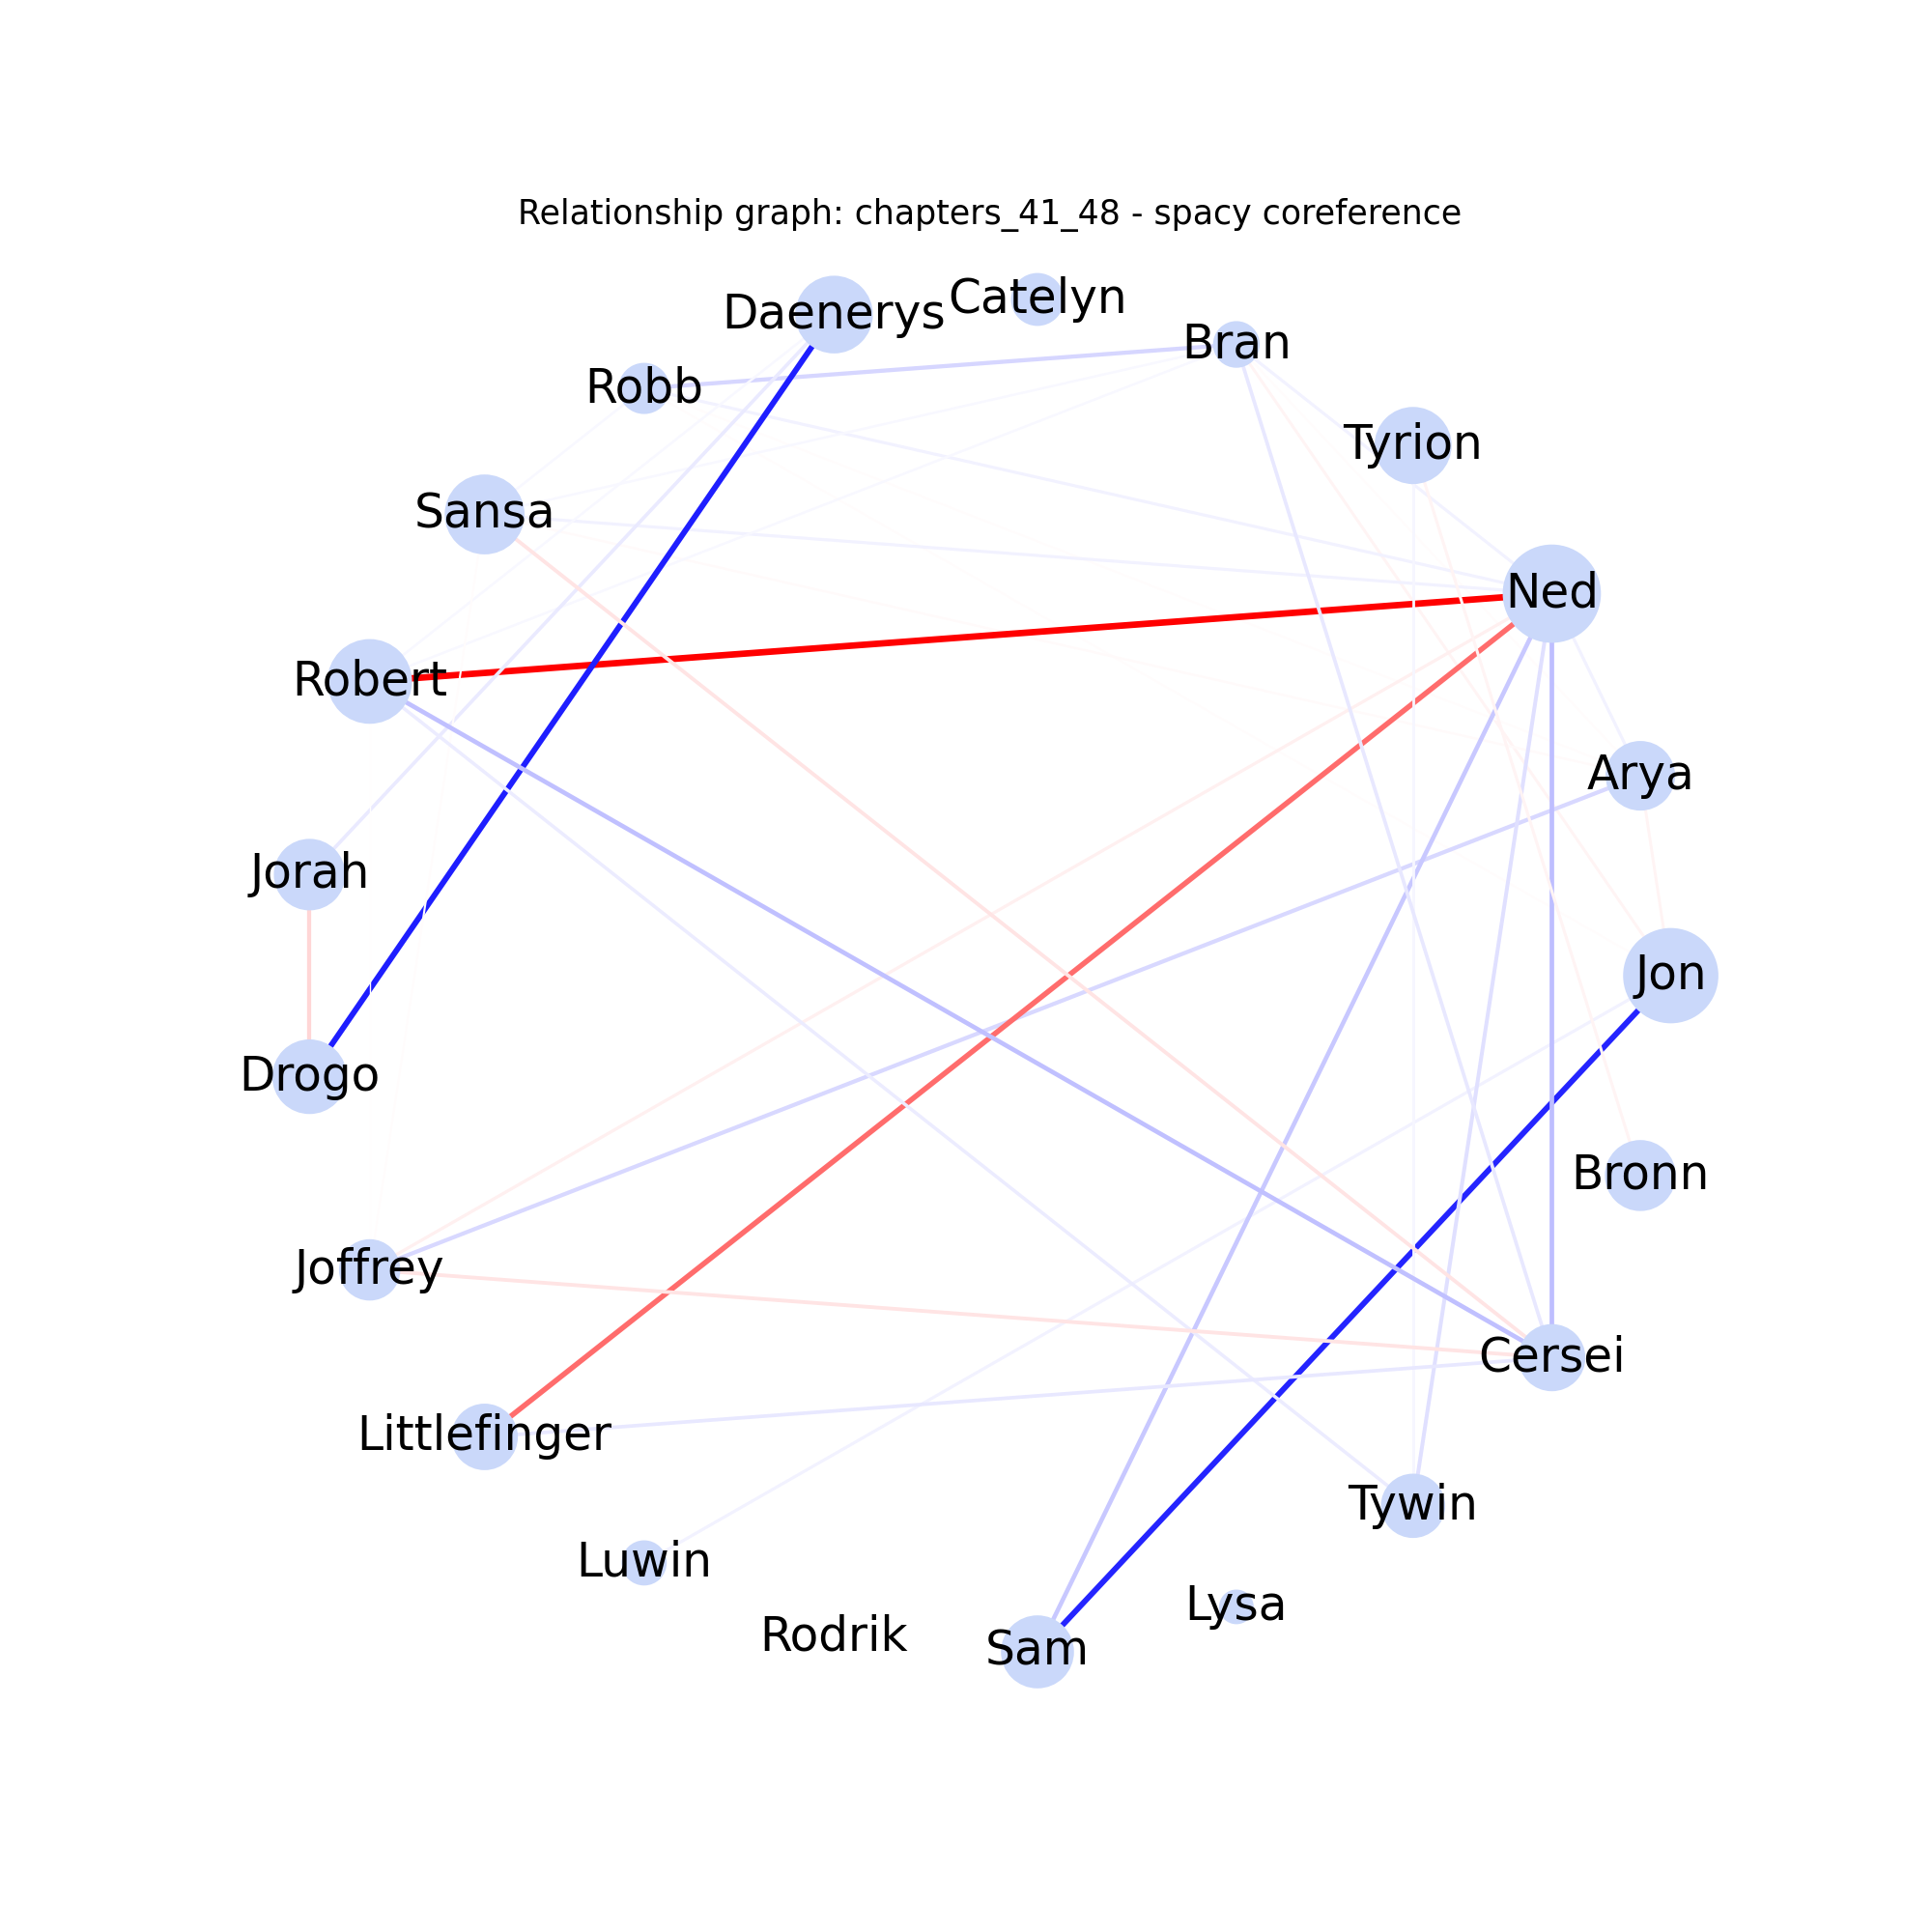 Relationship graph: chapters_41_48 - spacy coreference
Catelyn
Daenerys
Bran
Robb
Tyrion
Sansa
Ned
Robert
Arya
Jorah
Jon
Drogo
Bronn
Joffrey
Cersei
Littlefinger
Tywin
Luwin
Lysa
Rodrik
Sam